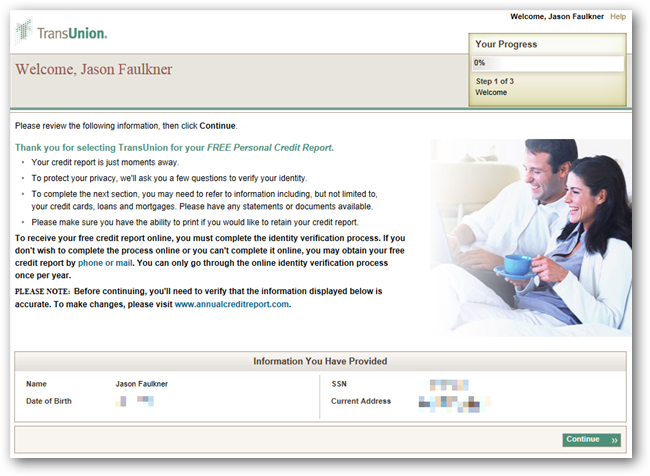 Welcome, Jason Faulkner Help
TransUnion.
Welcome, Jason Faulkner
Your Progress
0%
Step 1 of 3
Welcome
Please review the following information, then click Continue.
Thank you for selecting TransUnion for your FREE Personal Credit Report.
• Your credit report is just moments away.
• To protect your privacy, we'll ask you a few questions to verify your identity.
• To complete the next section, you may need to refer to information including, but not limited to,
your credit cards, loans and mortgages. Please have any statements or documents available.
• Please make sure you have the ability to print if you would like to retain your credit report.
To receive your free credit report online, you must complete the identity verification process. If you
don't wish to complete the process online or you can't complete it online, you may obtain your free
credit report by phone or mail. You can only go through the online identity verification process
once per year.
PLEASE NOTE: Before continuing, you'll need to verify that the information displayed below is
accurate. To make changes, please visit www.annualcreditreport.com.
Information You Have Provided
Name Jason Faulkner
SSN
Date of Birth
Current Address
Continue »